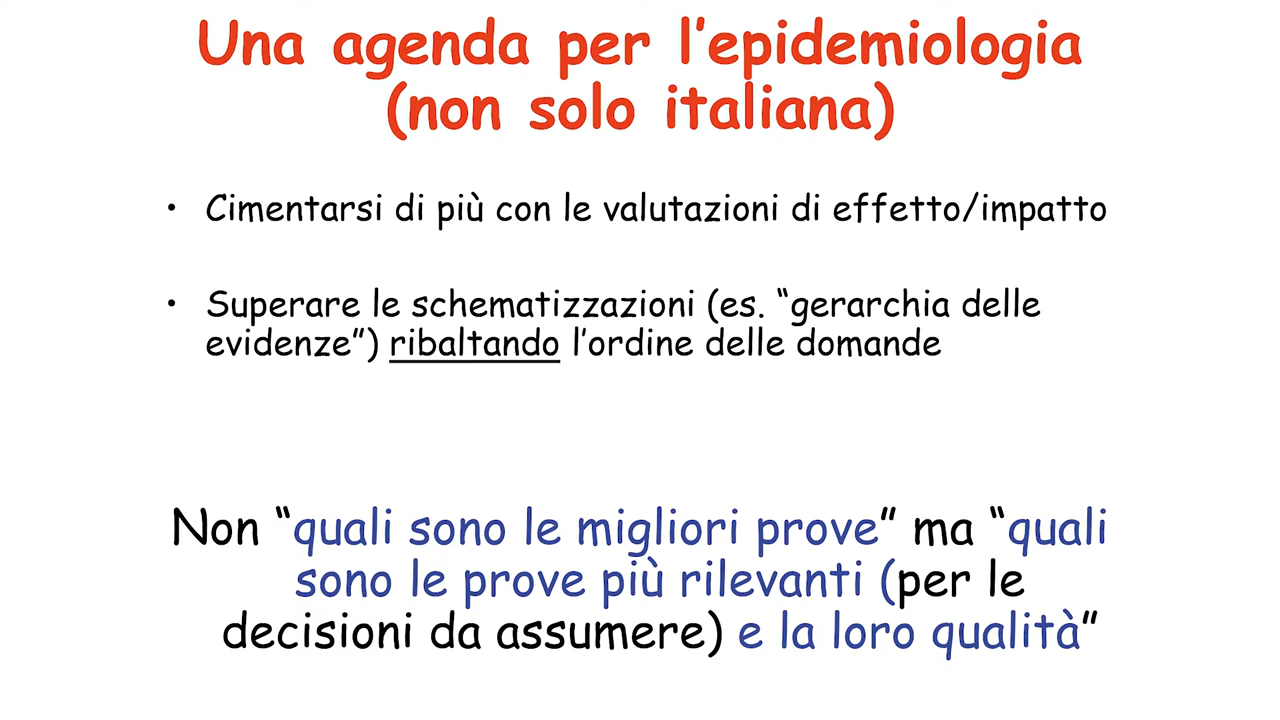 Una agenda per l’epidemiologia
(non solo italiana)
• Cimentarsi di più con le valutazioni di effetto/impatto
• Superare le schematizzazioni (es. “gerarchia delle
evidenze”) ribaltando l’ordine delle domande
Non “quali sono le migliori prove” ma “quali
sono le prove più rilevanti (per le
decisioni da assumere) e la loro qualità”